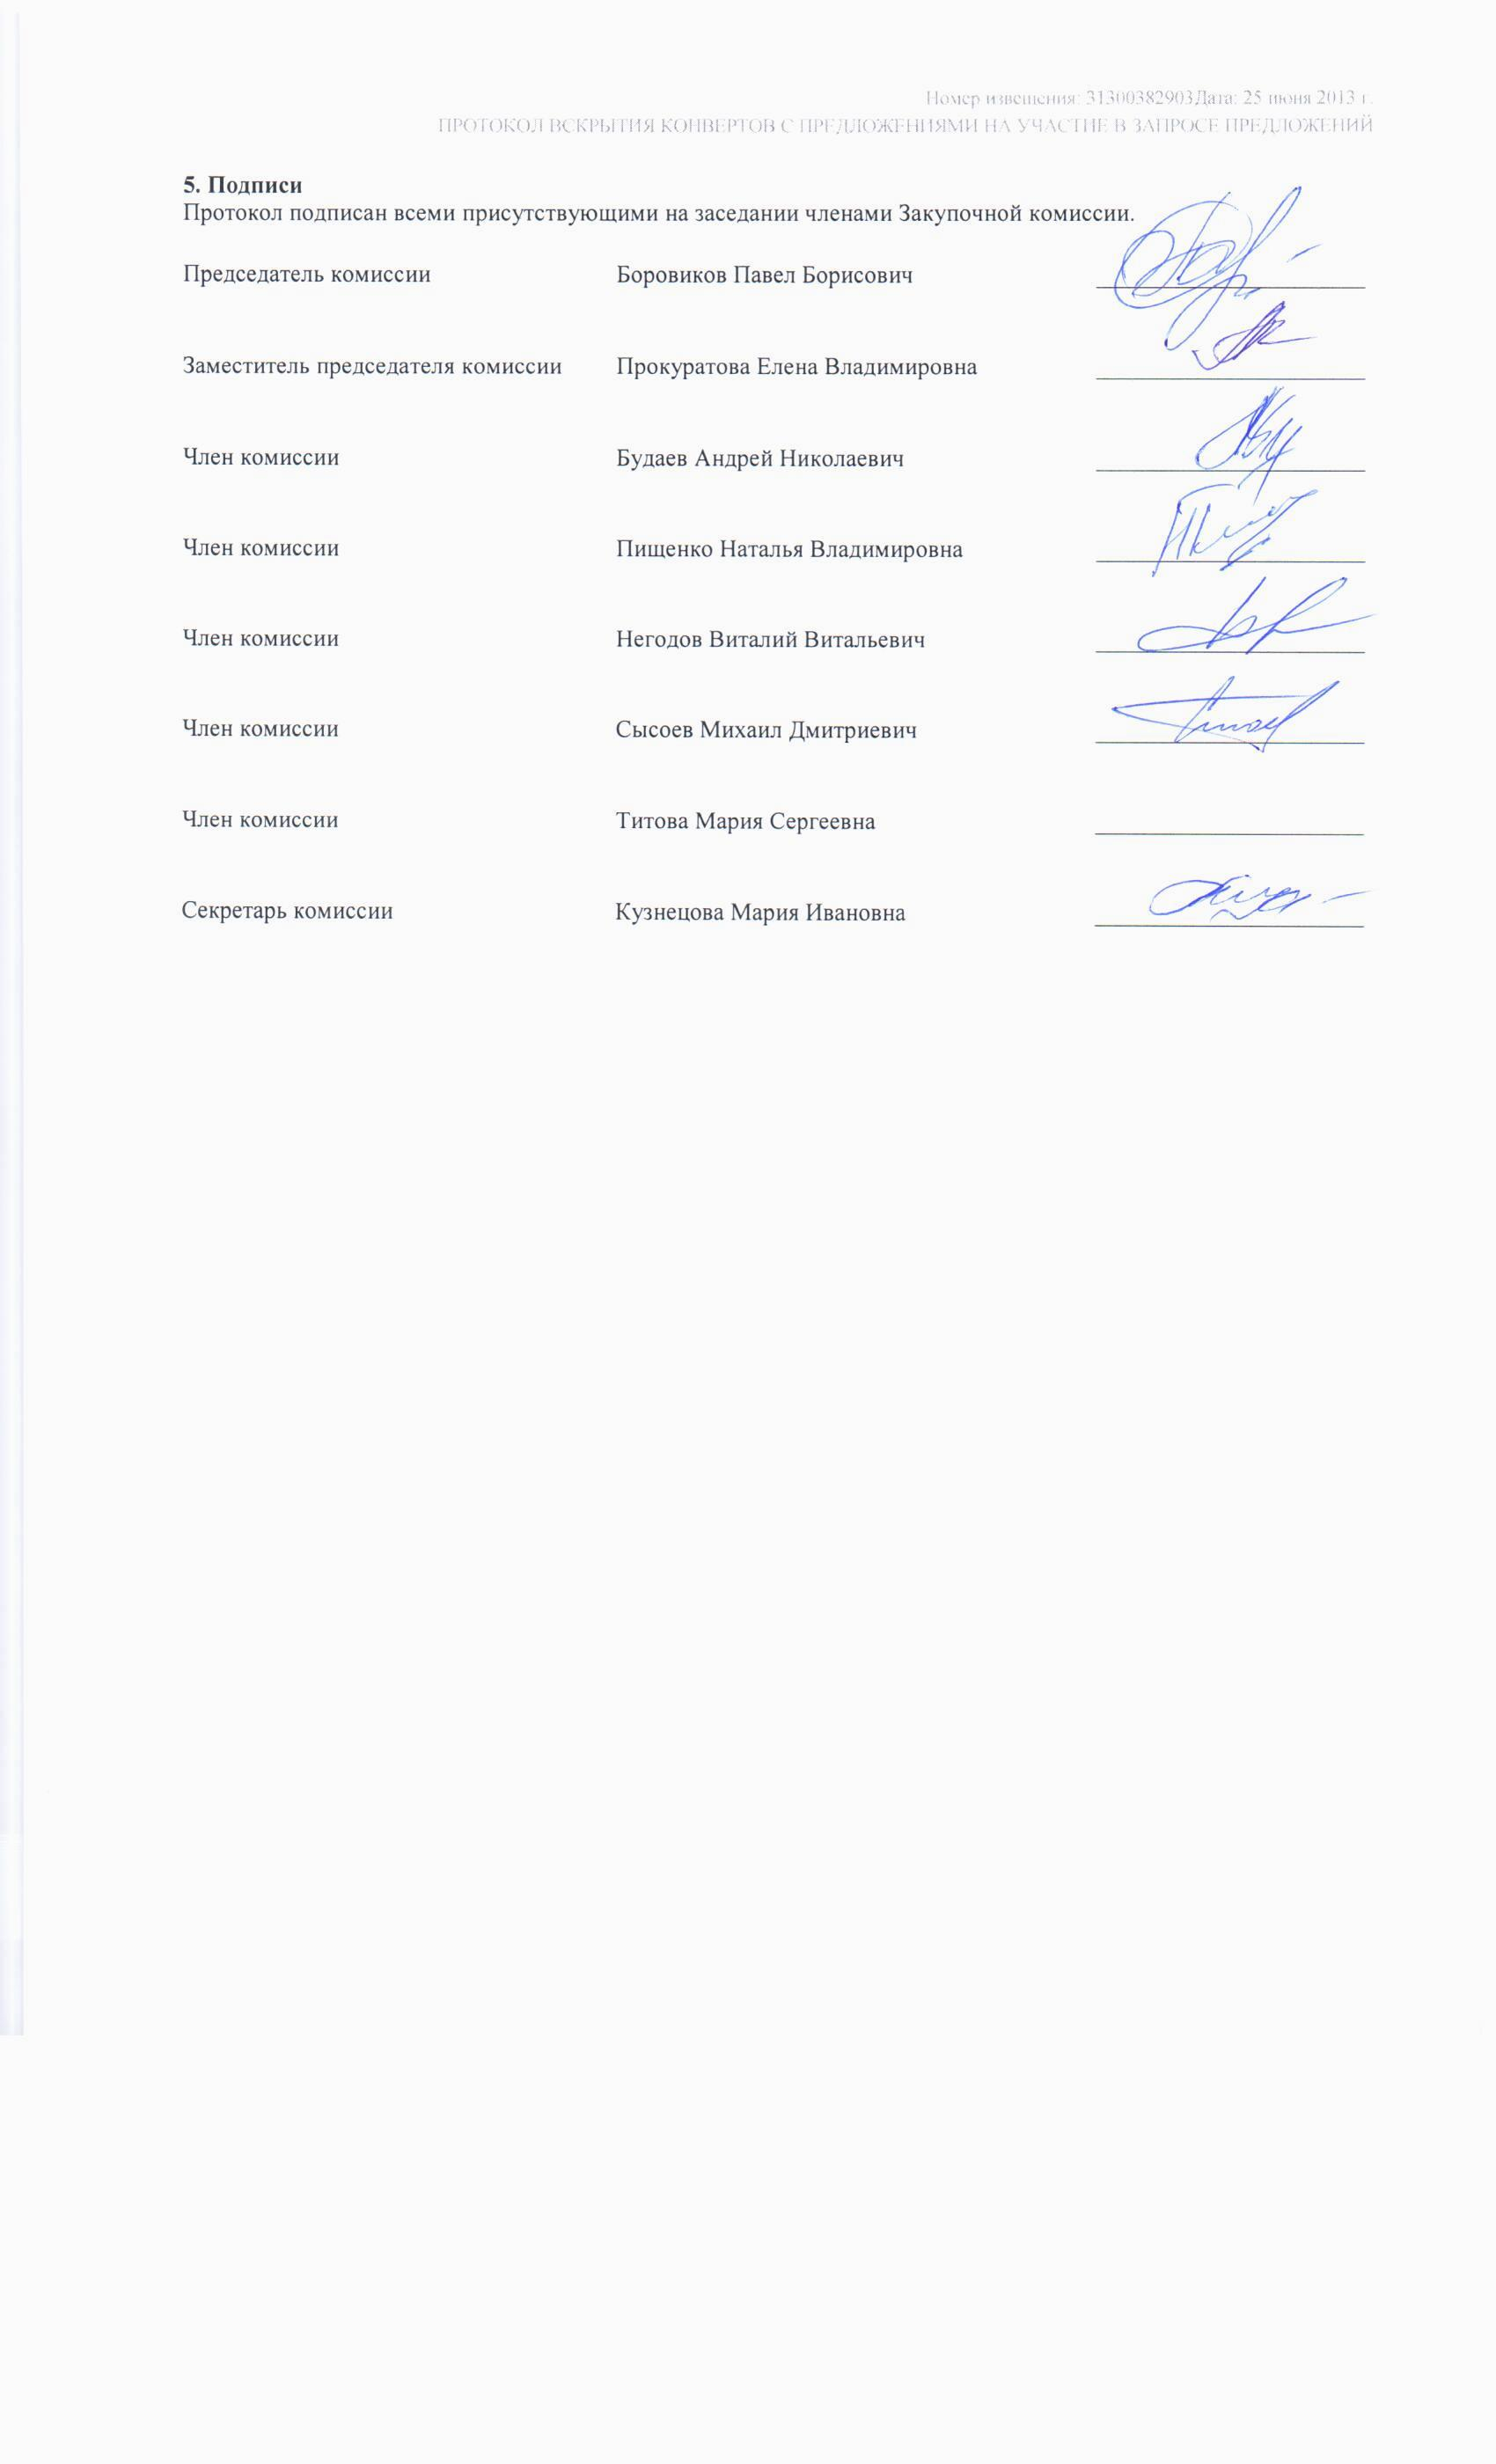 Номер извещения: 31300382903Дата: 25 июня 2013 г.
ПРОТОКОЛ ВСКРЫТИЯ КОНВЕРТОВ С ПРЕДЛОЖЕНИЯМИ НА УЧАСТИЕ В ЗАПРОСЕ ПРЕДЛОЖЕНИЙ
5. Подписи
Протокол подписан всеми присутствующими на заседании членами Закупочной комиссии.
Председатель комиссии Боровиков Павел Борисович
Заместитель председателя комиссии Прокуратова Елена Владимировна
Член комиссии Будаев Андрей Николаевич
Член комиссии Пищенко Наталья Владимировна
Член комиссии Негодов Виталий Витальевич
Член комиссии Сысоев Михаил Дмитриевич
Член комиссии Титова Мария Сергеевна
Секретарь комиссии Кузнецова Мария Ивановна